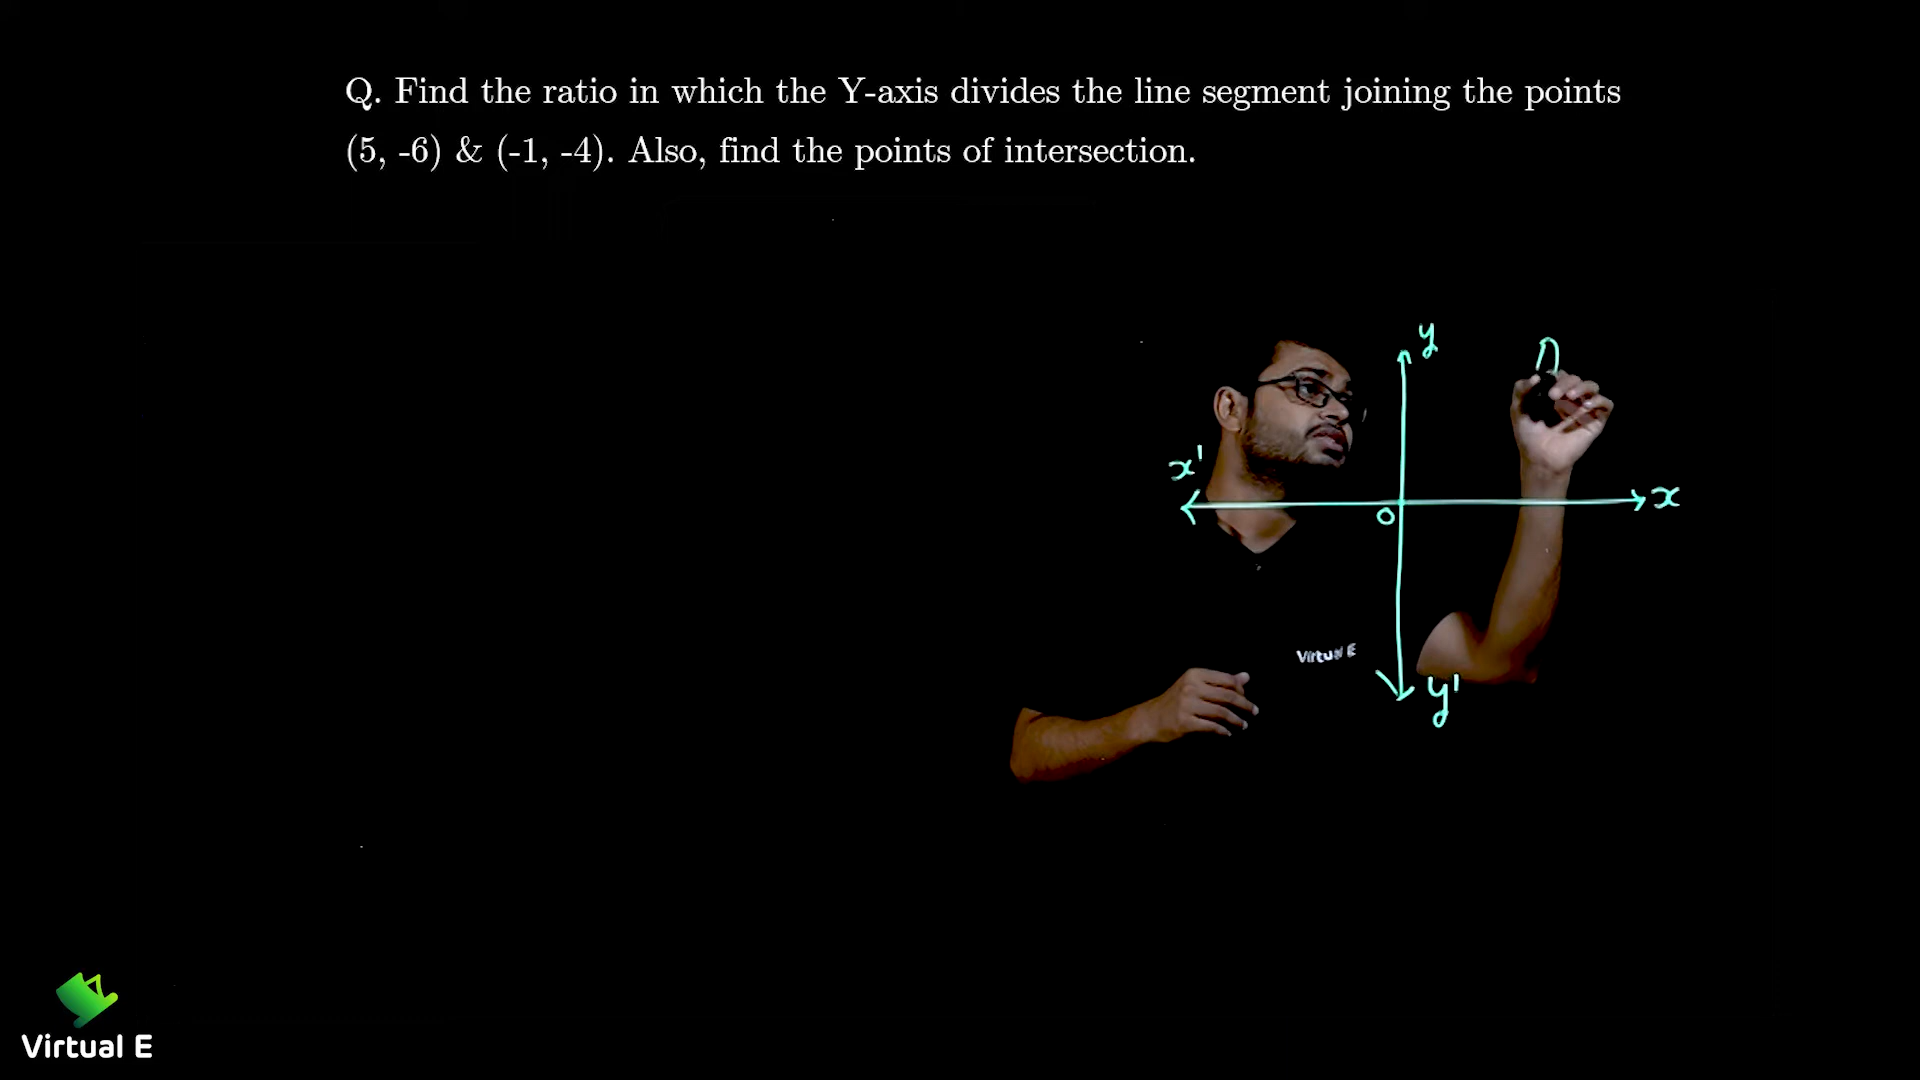 Q. Find the ratio in which the Y-axis divides the line segment joining the points
(5, -6) & (-1, -4). Also, find the points of intersection.
y
x'
x
O
Virtual E
y'
Virtual E